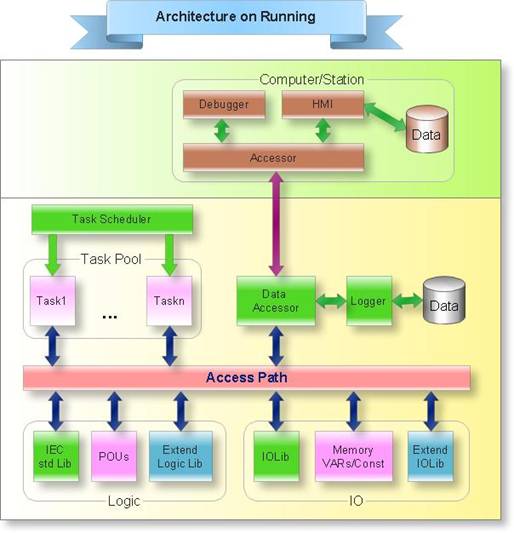 Architecture on Running
Computer/Station
Debugger
HMI
Data
Accessor
Task Scheduler
Task Pool
Task1
...
Taskn
Data
Accessor
Logger
Data
Access Path
IEC
std Lib
POUs
Extend
Logic Lib
IOLib
Memory
VARs/Const
Extend
IOLib
Logic
IO